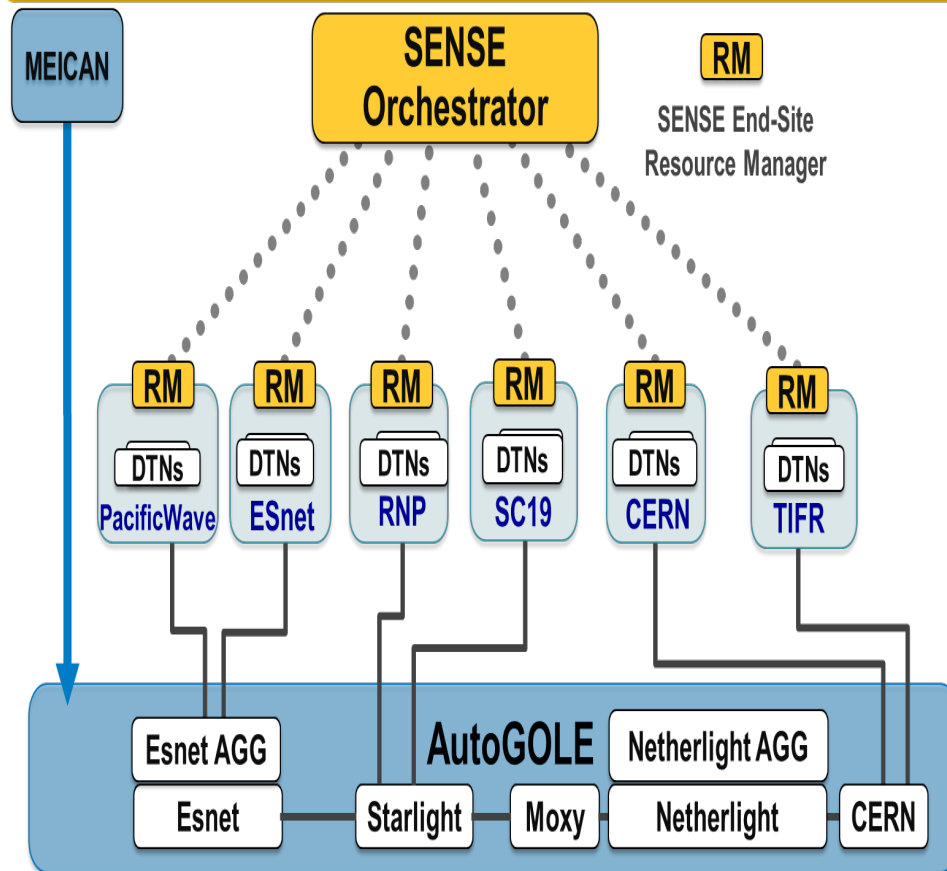 MEICAN
SENSE
Orchestrator
RM
SENSE End-Site
Resource Manager
RM
RM
RM
RM
RM
RM
DTNs
DTNs
DTNs
DTNs
DTNs
DTNs
PacificWave
ESnet
RNP
SC19
CERN
TIFR
Esnet AGG
AutoGOLE
Netherlight AGG
Esnet
Starlight
Moxy
Netherlight
CERN